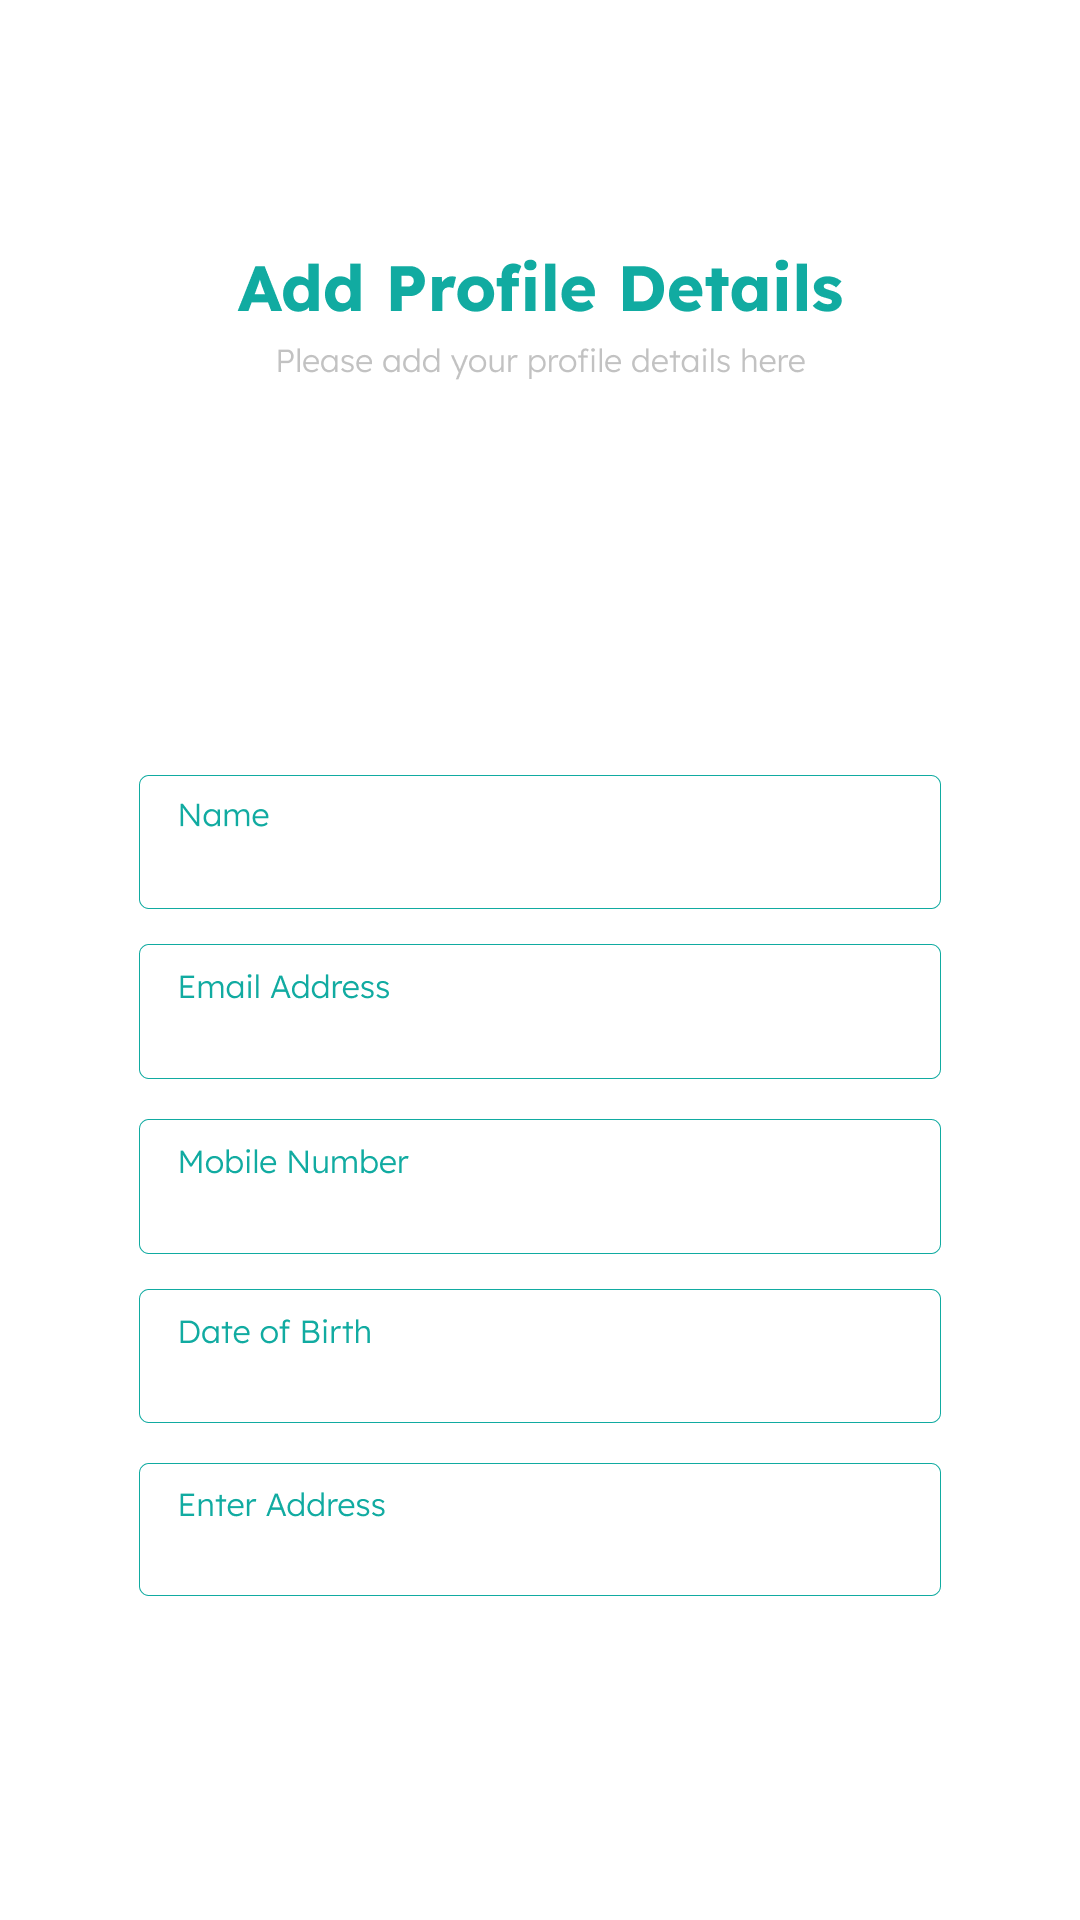 Add Profile Details
Please add your profile details here
Name
Email Address
Mobile Number
Date of Birth
Enter Address